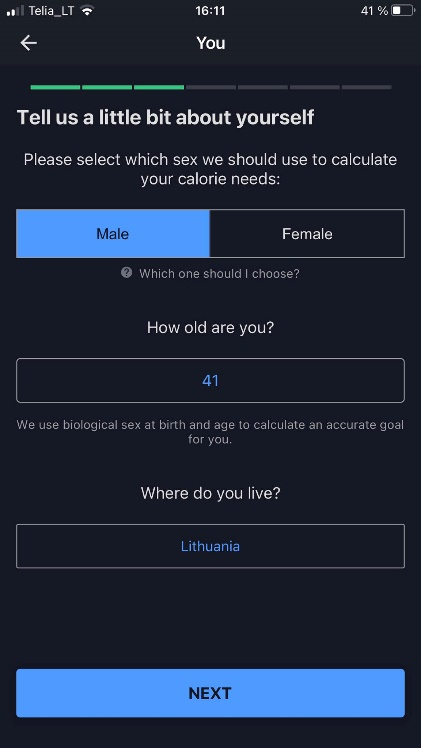 Telia_LT 16:11 41 %
You
Tell us a little bit about yourself
Please select which sex we should use to calculate
your calorie needs:
Male Female
? Which one should I choose?
How old are you?
41
We use biological sex at birth and age to calculate an accurate goal
for you.
Where do you live?
Lithuania
NEXT